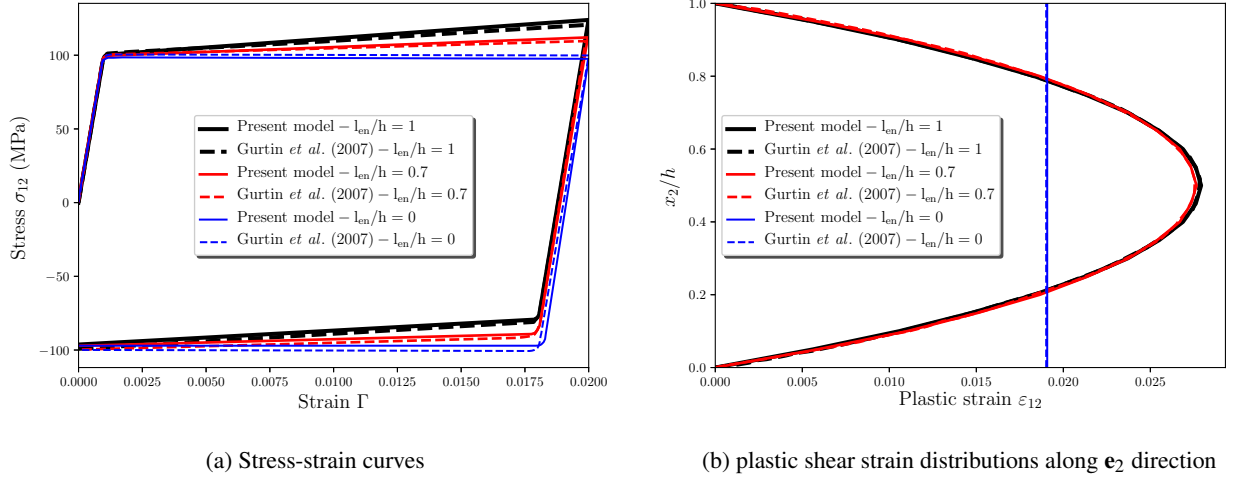 Stress σ12 (MPa)
100
50
0
−50
−100
Present model − len/h = 1
Gurtin et al. (2007) − len/h = 1
Present model − len/h = 0.7
Gurtin et al. (2007) − len/h = 0.7
Present model − len/h = 0
Gurtin et al. (2007) − len/h = 0
0.0000 0.0025 0.0050 0.0075 0.0100 0.0125 0.0150 0.0175 0.0200
Strain Γ
(a) Stress-strain curves
x2/h
1.0
0.8
0.6
0.4
0.2
0.0
Present model − len/h = 1
Gurtin et al. (2007) − len/h = 1
Present model − len/h = 0.7
Gurtin et al. (2007) − len/h = 0.7
Present model − len/h = 0
Gurtin et al. (2007) − len/h = 0
0.000 0.005 0.010 0.015 0.020 0.025
Plastic strain ε12
(b) plastic shear strain distributions along e2 direction